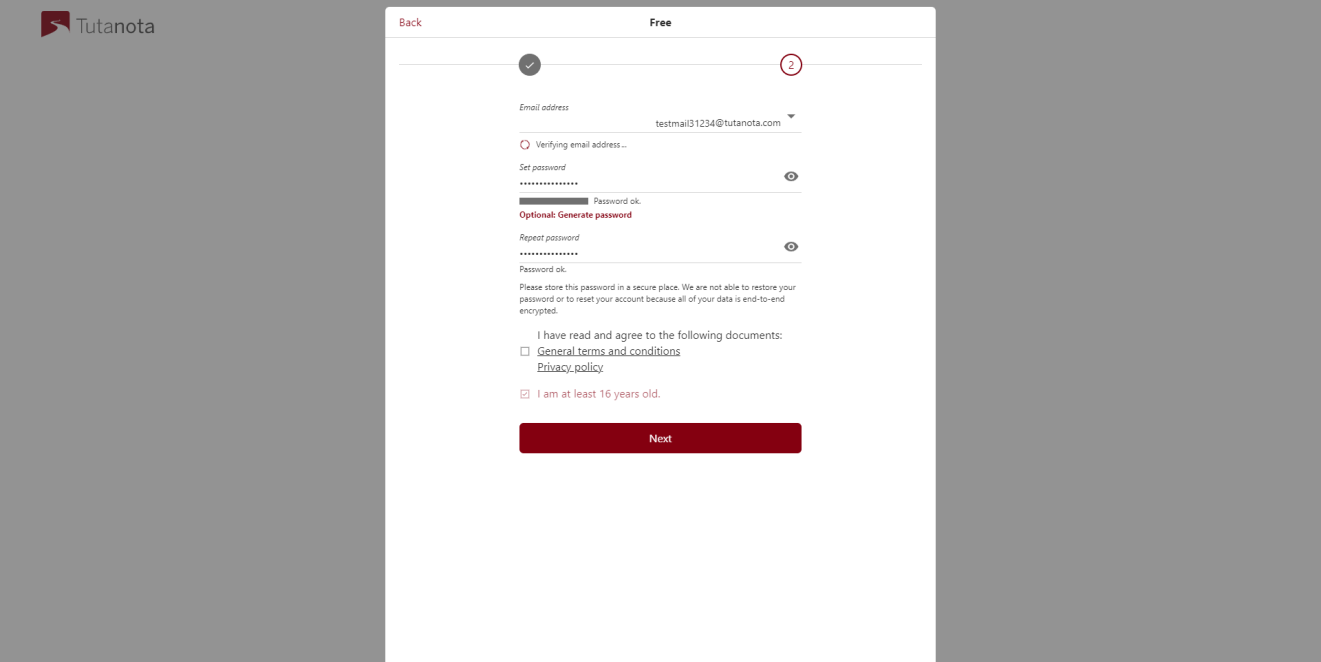 Tutanota
Back
Free
2
Email address
testmail31234@tutanota.com
Verifying email address...
Set password
•••••••••••••••
Password ok.
Optional: Generate password
Repeat password
•••••••••••••••
Password ok.
Please store this password in a secure place. We are not able to restore your
password or to reset your account because all of your data is end-to-end
encrypted.
I have read and agree to the following documents:
General terms and conditions
Privacy policy
I am at least 16 years old.
Next